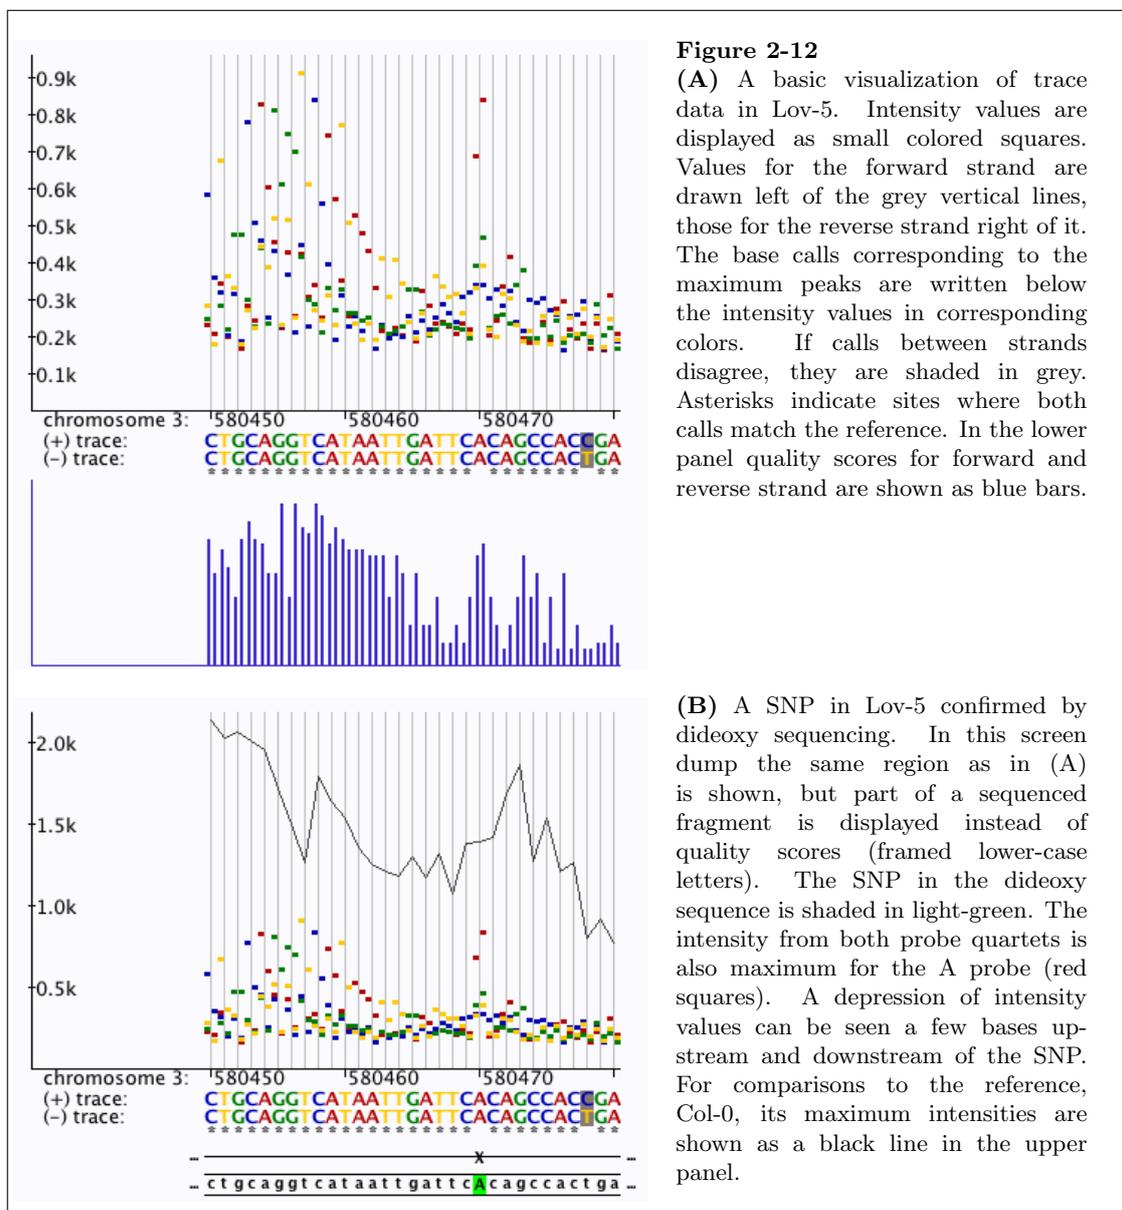 0.9k
0.8k
0.7k
0.6k
0.5k
0.4k
0.3k
0.2k
0.1k
chromosome 3: 580450 580460 580470
(+) trace: CTGCAGGTCATAATTGATTCACAGCCACCGA
(−) trace: CTGCAGGTCATAATTGATTCACAGCCACTGA
******************** ******** **
Figure 2-12
(A) A basic visualization of trace
data in Lov-5. Intensity values are
displayed as small colored squares.
Values for the forward strand are
drawn left of the grey vertical lines,
those for the reverse strand right of it.
The base calls corresponding to the
maximum peaks are written below
the intensity values in corresponding
colors. If calls between strands
disagree, they are shaded in grey.
Asterisks indicate sites where both
calls match the reference. In the lower
panel quality scores for forward and
reverse strand are shown as blue bars.
2.0k
1.5k
1.0k
0.5k
chromosome 3: 580450 580460 580470
(+) trace: CTGCAGGTCATAATTGATTCACAGCCACCGA
(−) trace: CTGCAGGTCATAATTGATTCACAGCCACTGA
******************** ******* **
... X ...
... ctgcaggtcataattgattcAcagccactga ...
(B) A SNP in Lov-5 confirmed by
dideoxy sequencing. In this screen
dump the same region as in (A)
is shown, but part of a sequenced
fragment is displayed instead of
quality scores (framed lower-case
letters). The SNP in the dideoxy
sequence is shaded in light-green. The
intensity from both probe quartets is
also maximum for the A probe (red
squares). A depression of intensity
values can be seen a few bases up-
stream and downstream of the SNP.
For comparisons to the reference,
Col-0, its maximum intensities are
shown as a black line in the upper
panel.